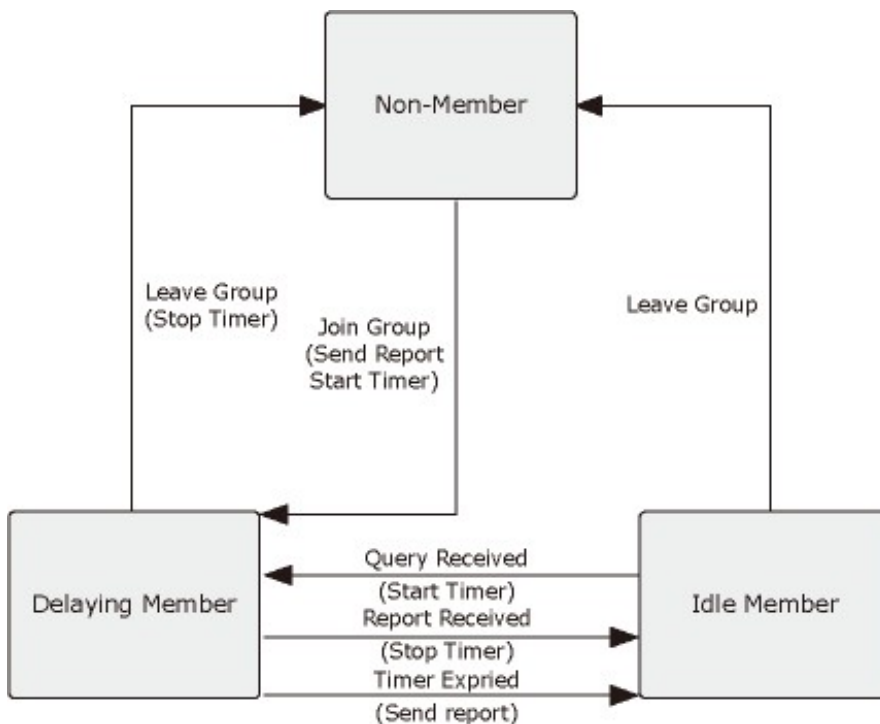 Non-Member
Leave Group
(Stop Timer)
Join Group
(Send Report
Start Timer)
Leave Group
Delaying Member
Query Received
(Start Timer)
Report Received
(Stop Timer)
Timer Expried
(Send report)
Idle Member